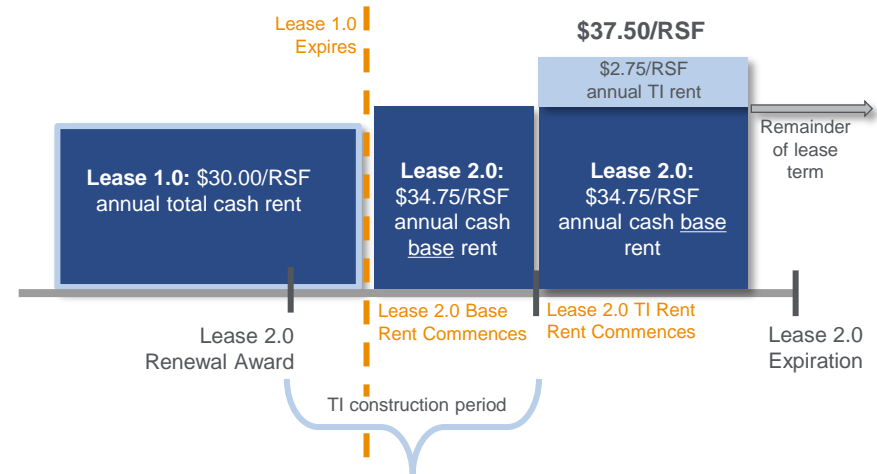 Lease 1.0
Expires
$37.50/RSF
$2.75/RSF
annual TI rent
Remainder
of lease
term
Lease 1.0: $30.00/RSF
annual total cash rent
Lease 2.0:
$34.75/RSF
annual cash
base rent
Lease 2.0:
$34.75/RSF
annual cash base
rent
Lease 2.0 Base
Rent Commences
Lease 2.0 TI Rent
Rent Commences
Lease 2.0
Renewal Award
Lease 2.0
Expiration
TI construction period